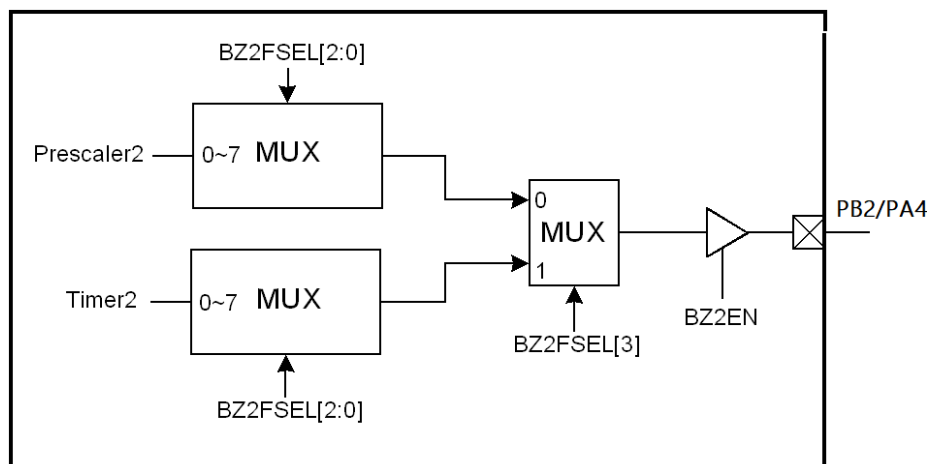 BZ2FSEL[2:0]
Prescaler2
0~7 MUX
0
MUX
1
PB2/PA4
Timer2
0~7 MUX
BZ2EN
BZ2FSEL[3]
BZ2FSEL[2:0]